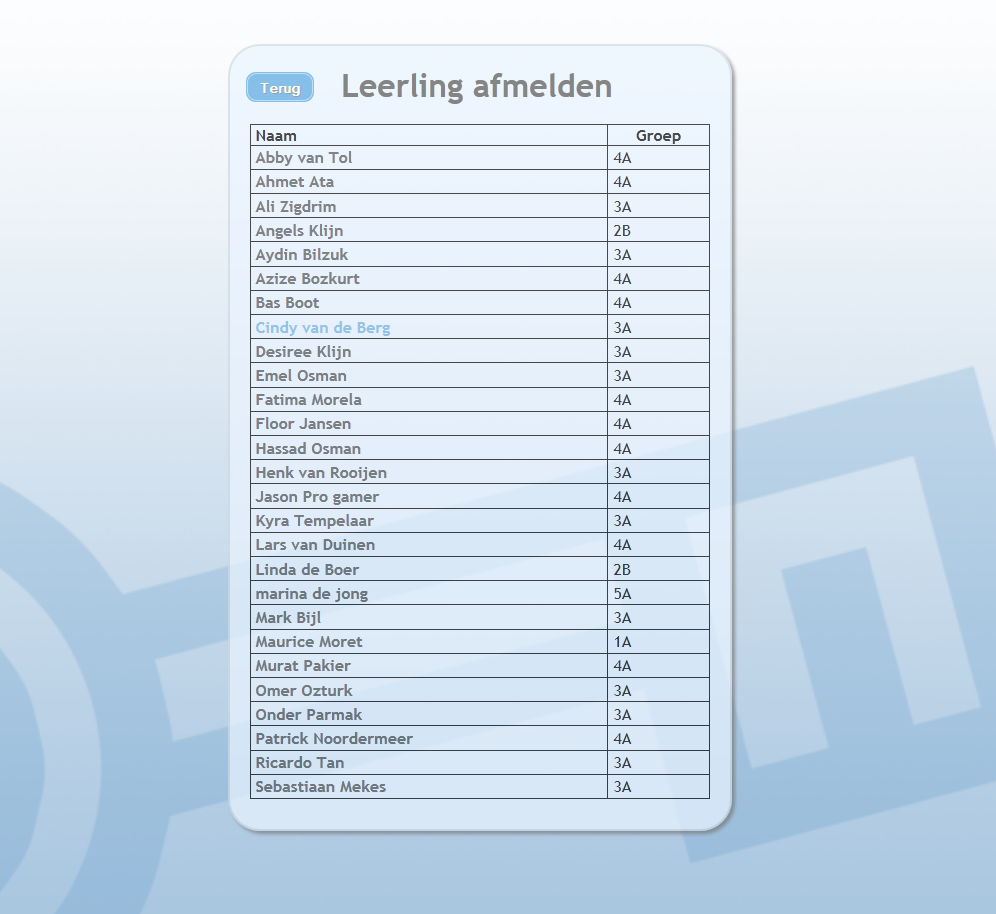 Terug Leerling afmelden
Naam Groep
Abby van Tol 4A
Ahmet Ata 4A
Ali Zigdrim 3A
Angels Klijn 2B
Aydin Bilzuk 3A
Azize Bozkurt 4A
Bas Boot 4A
Cindy van de Berg 3A
Desiree Klijn 3A
Emel Osman 3A
Fatima Morela 4A
Floor Jansen 4A
Hassad Osman 4A
Henk van Rooijen 3A
Jason Pro gamer 4A
Kyra Tempelaar 3A
Lars van Duinen 4A
Linda de Boer 2B
marina de jong 5A
Mark Bijl 3A
Maurice Moret 1A
Murat Pakier 4A
Omer Ozturk 3A
Onder Parmak 3A
Patrick Noordermeer 4A
Ricardo Tan 3A
Sebastiaan Mekes 3A